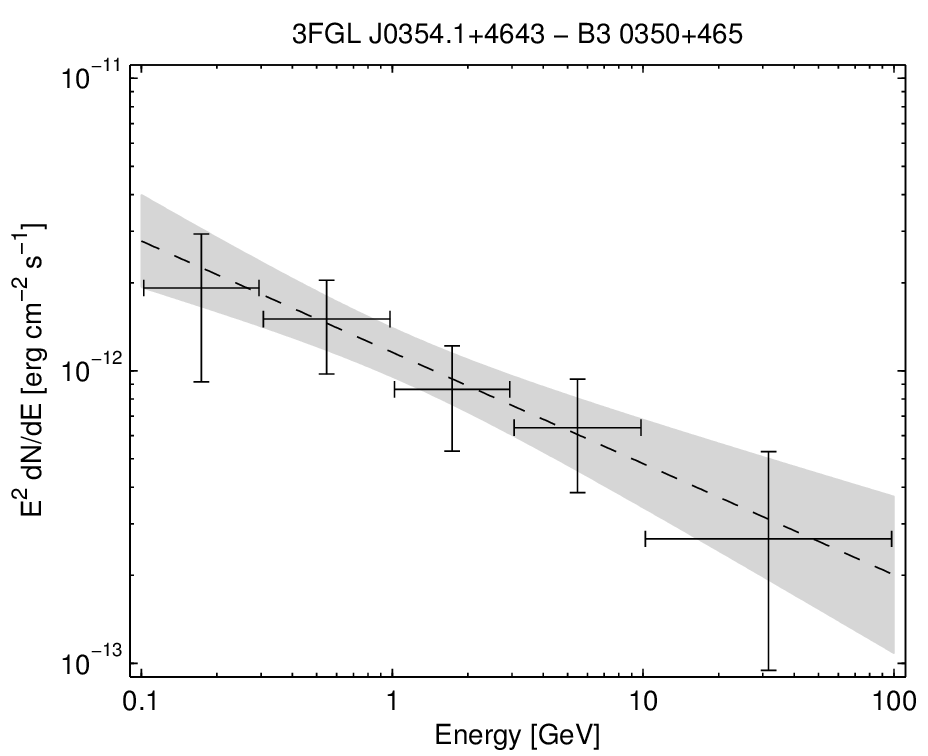 3FGL J0354.1+4643 − B3 0350+465
10⁻¹¹
10⁻¹²
10⁻¹³
E² dN/dE [erg cm⁻² s⁻¹]
0.1 1 10 100
Energy [GeV]